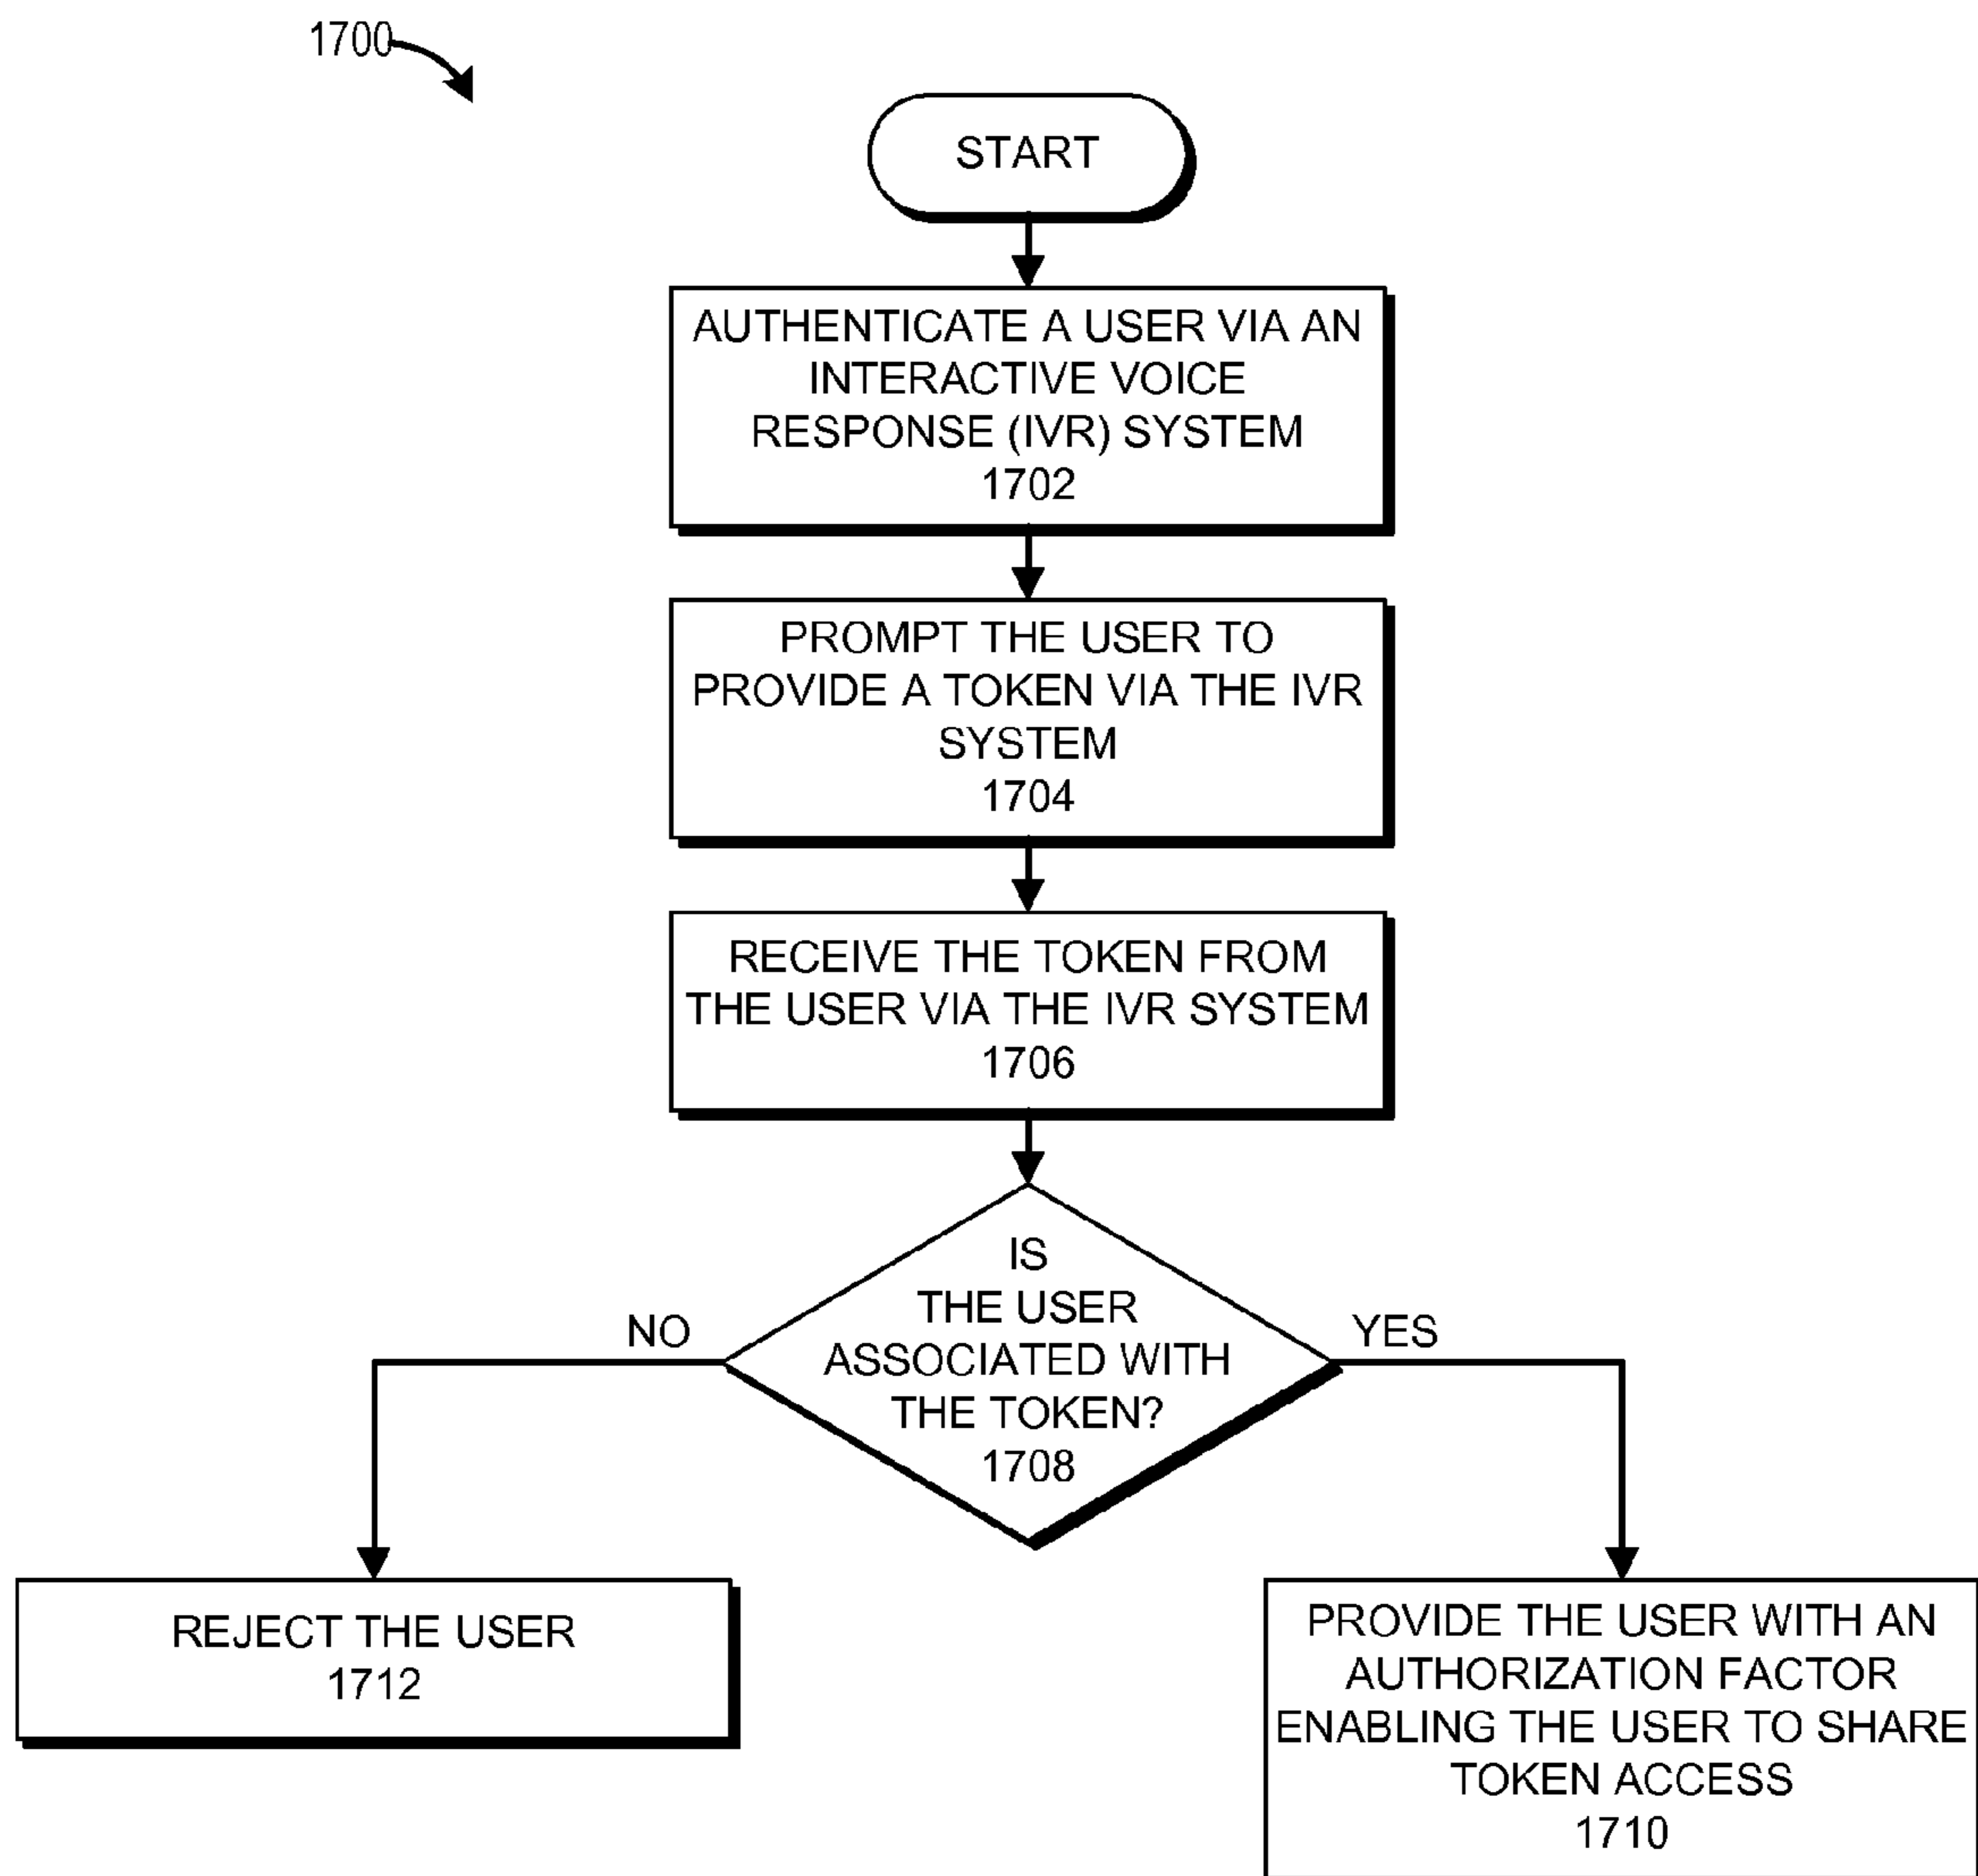 1700
START
AUTHENTICATE A USER VIA AN
INTERACTIVE VOICE
RESPONSE (IVR) SYSTEM
1702
PROMPT THE USER TO
PROVIDE A TOKEN VIA THE IVR
SYSTEM
1704
RECEIVE THE TOKEN FROM
THE USER VIA THE IVR SYSTEM
1706
IS
THE USER
ASSOCIATED WITH
THE TOKEN?
1708
NO
YES
REJECT THE USER
1712
PROVIDE THE USER WITH AN
AUTHORIZATION FACTOR
ENABLING THE USER TO SHARE
TOKEN ACCESS
1710